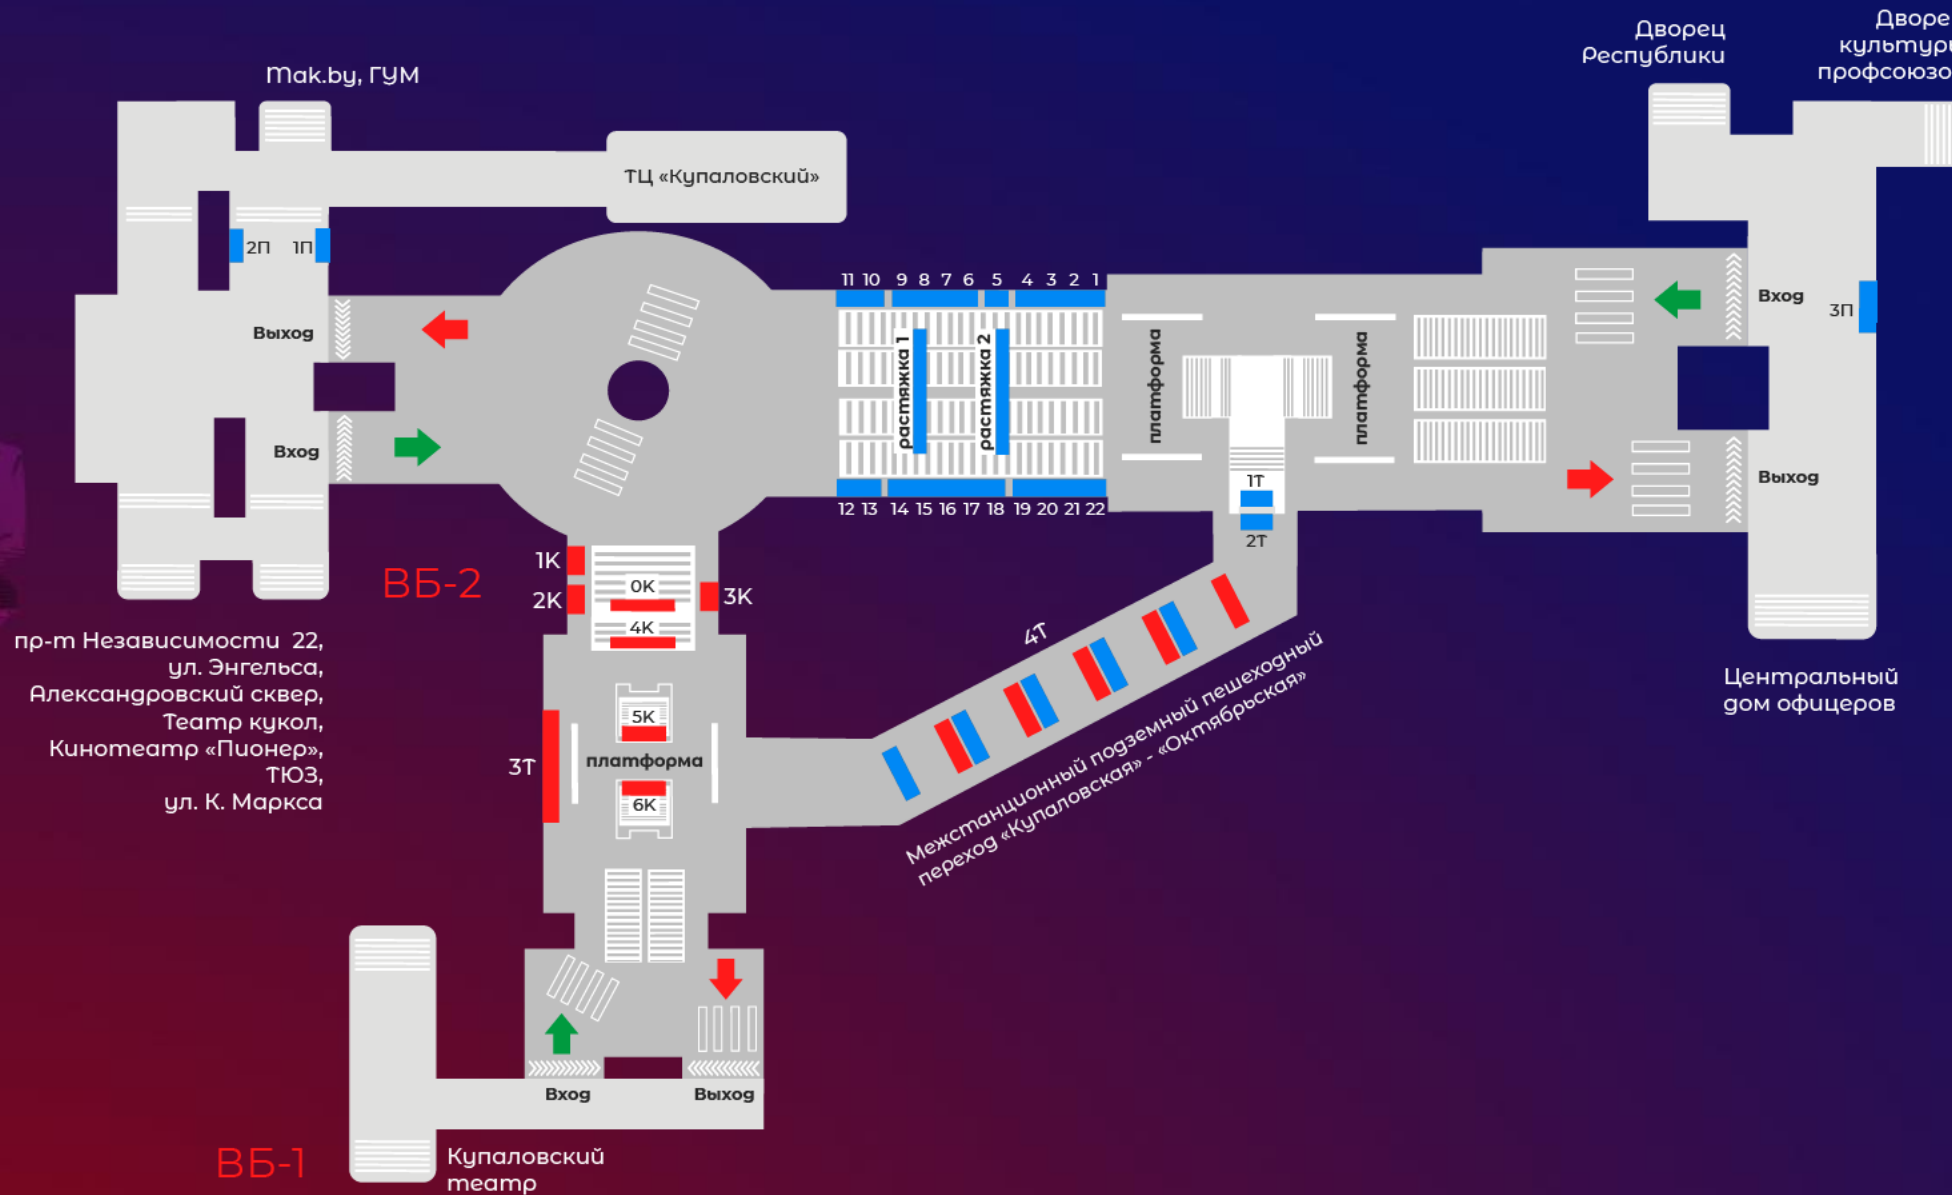 Дворец
Республики
Дворе
культур
профсоюзо
mak.by, ГУМ
ТЦ «Купаловский»
2П
1П
11 10 9 8 7 6 5 4 3 2 1
Выход
Вход
растяжка 1
растяжка 2
платформа
платформа
Вход
3П
Выход
12 13 14 15 16 17 18 19 20 21 22
1Т
2Т
ВБ-2
1К
2К
0К
3К
4К
4Т
5К
платформа
3Т
6К
Межстанционный подземный пешеходный
переход «Купаловская» - «Октябрьская»
пр-т Независимости 22,
ул. Энгельса,
Александровский сквер,
Театр кукол,
Кинотеатр «Пионер»,
ТЮЗ,
ул. К. Маркса
Центральный
дом офицеров
Вход
Выход
ВБ-1
Купаловский
театр